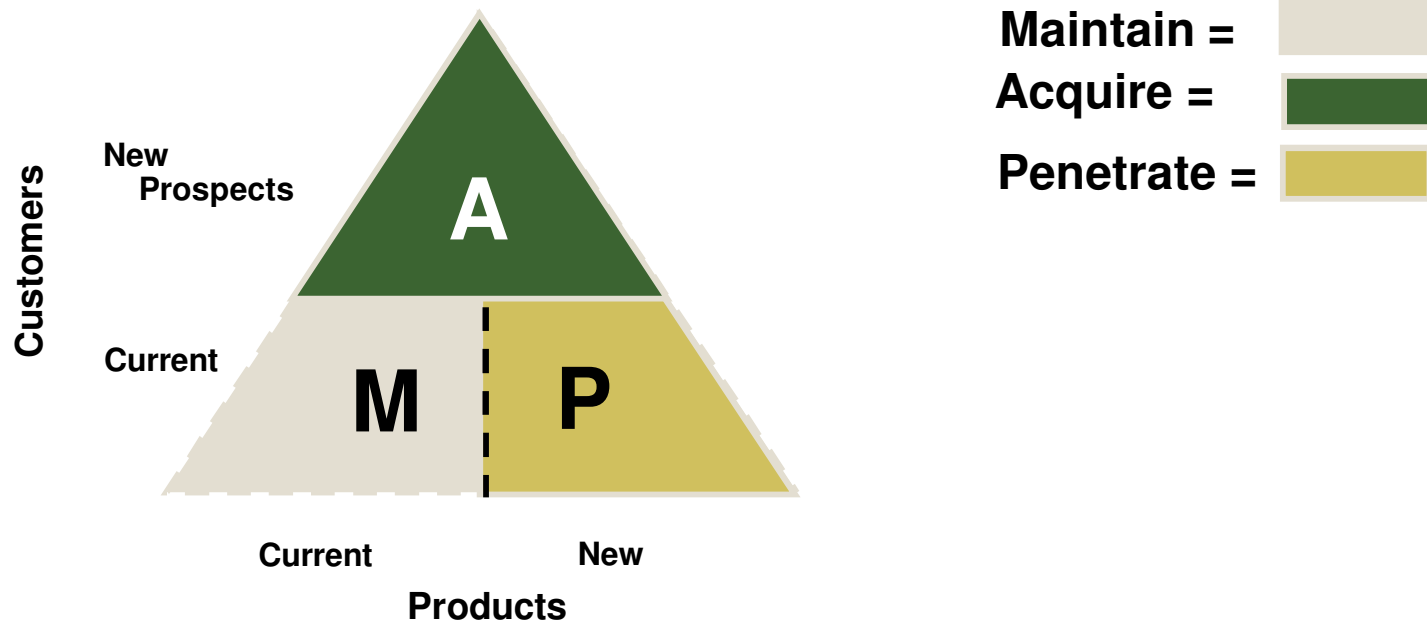 Maintain =
Acquire =
Penetrate =
Customers
New
Prospects
A
Current
M
P
Current
New
Products